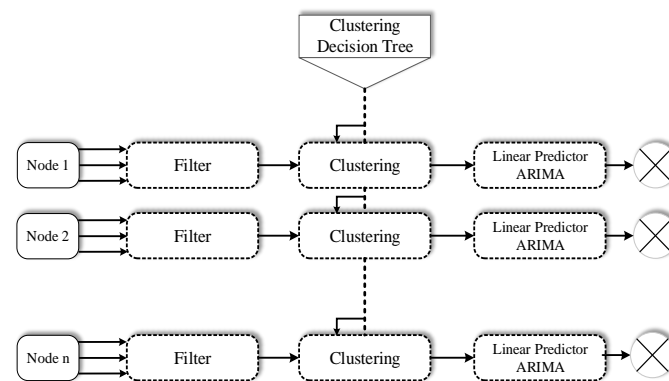 Clustering
Decision Tree
Node 1
Filter
Clustering
Linear Predictor
ARIMA
Node 2
Filter
Clustering
Linear Predictor
ARIMA
Node n
Filter
Clustering
Linear Predictor
ARIMA